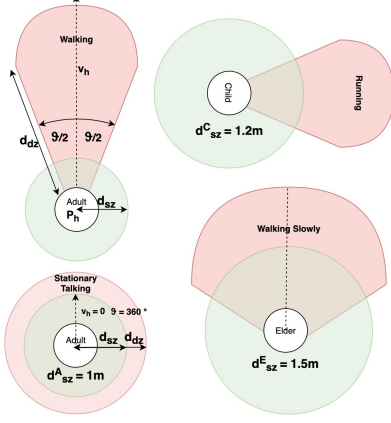 Walking
v_h
d_dz
ϑ/2 ϑ/2
Adult
P_h
d_sz
Child
Running
d^C_sz = 1.2m
Stationary
Talking
v_h = 0 ϑ = 360 °
Adult
d_sz d_dz
d^A_sz = 1m
Walking Slowly
Elder
d^E_sz = 1.5m